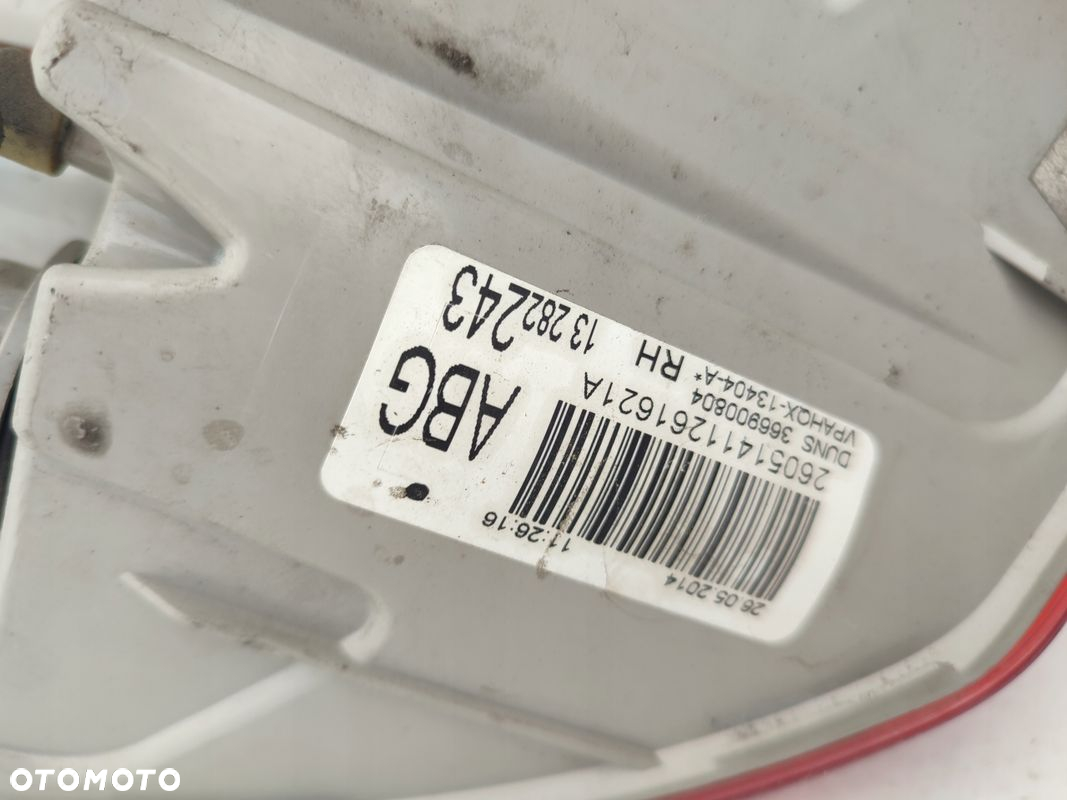 VPAHQX-13404-A* RH 13 282 243
DUNS 366900804
26051411261621A
ABG
26.05.2014 11:26:16
OTOMOTO